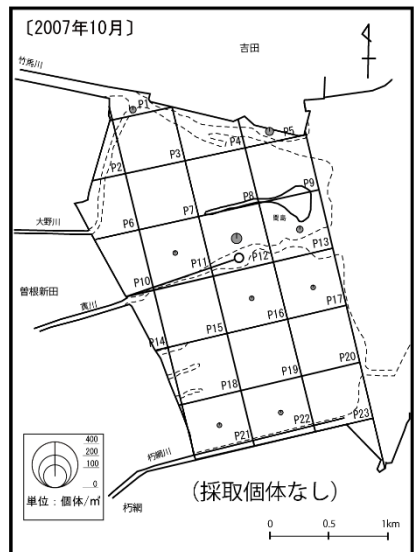 〔2007年10月〕
吉田
竹馬川
P1
P5
P4
P3
P2
P9
P8
P7
P6
間島
大野川
P13
P12
P11
P10
曽根新田
貫川
P17
P16
P15
P14
P20
P19
P18
P23
P22
P21
朽網川
朽網
400
200
100
0
単位：個体/㎡
(採取個体なし)
0 0.5 1km